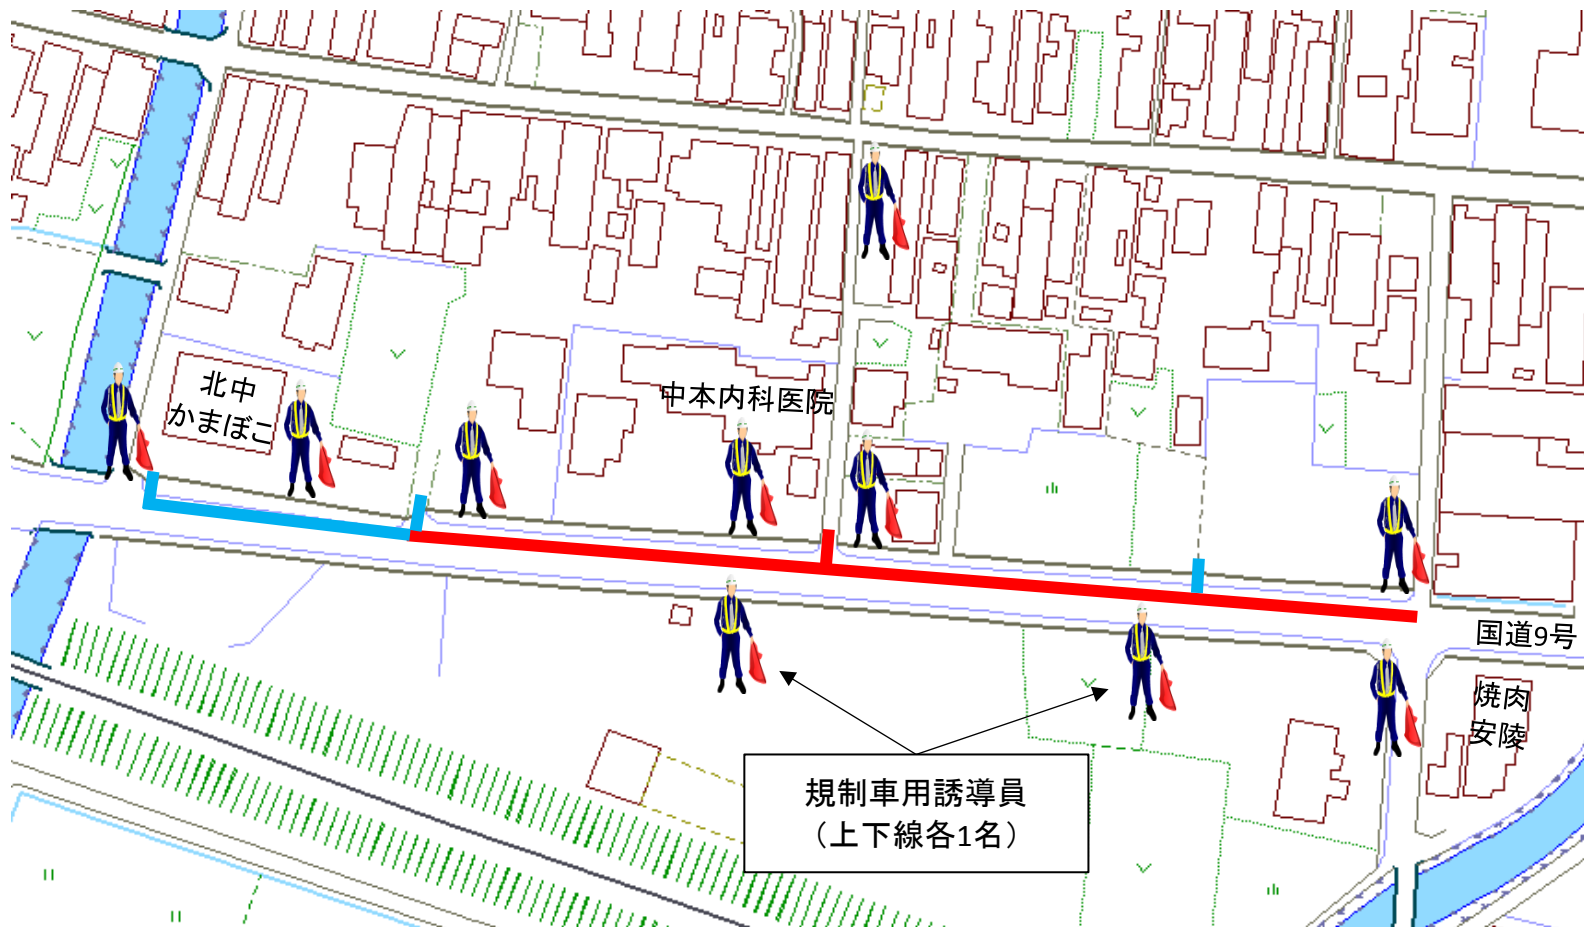 北中
かまぼこ
中本内科医院
国道9号
焼肉
安陵
規制車用誘導員
（上下線各1名）